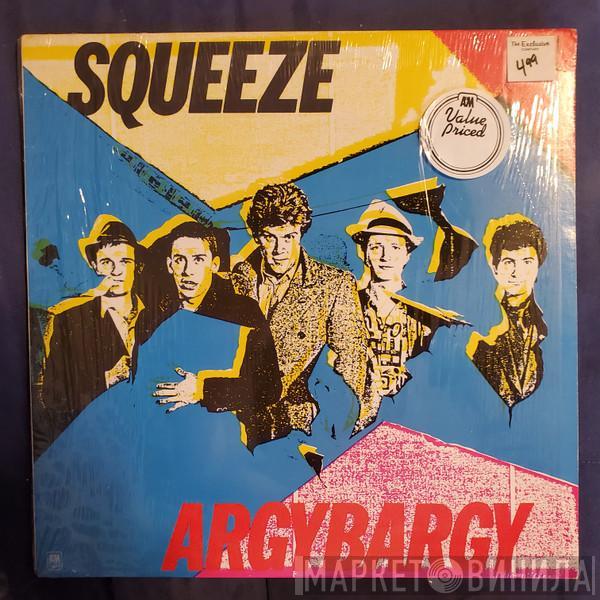 SQUEEZE
The Exclusive
COMPANY
4.99
A&M
Value
Priced
ARGYBARGY
A&M
МАРКЕТ ВИНИЛА